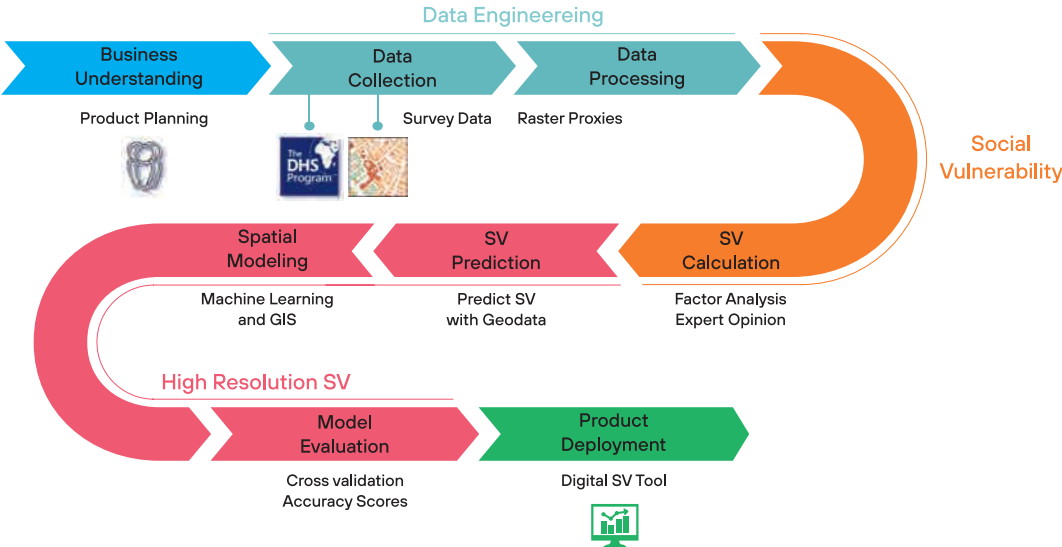 Data Engineereing
Business
Understanding
Data
Collection
Data
Processing
Product Planning
Survey Data
Raster Proxies
The
DHS
Program
Social
Vulnerability
Spatial
Modeling
SV
Prediction
SV
Calculation
Machine Learning
and GIS
Predict SV
with Geodata
Factor Analysis
Expert Opinion
High Resolution SV
Model
Evaluation
Product
Deployment
Cross validation
Accuracy Scores
Digital SV Tool